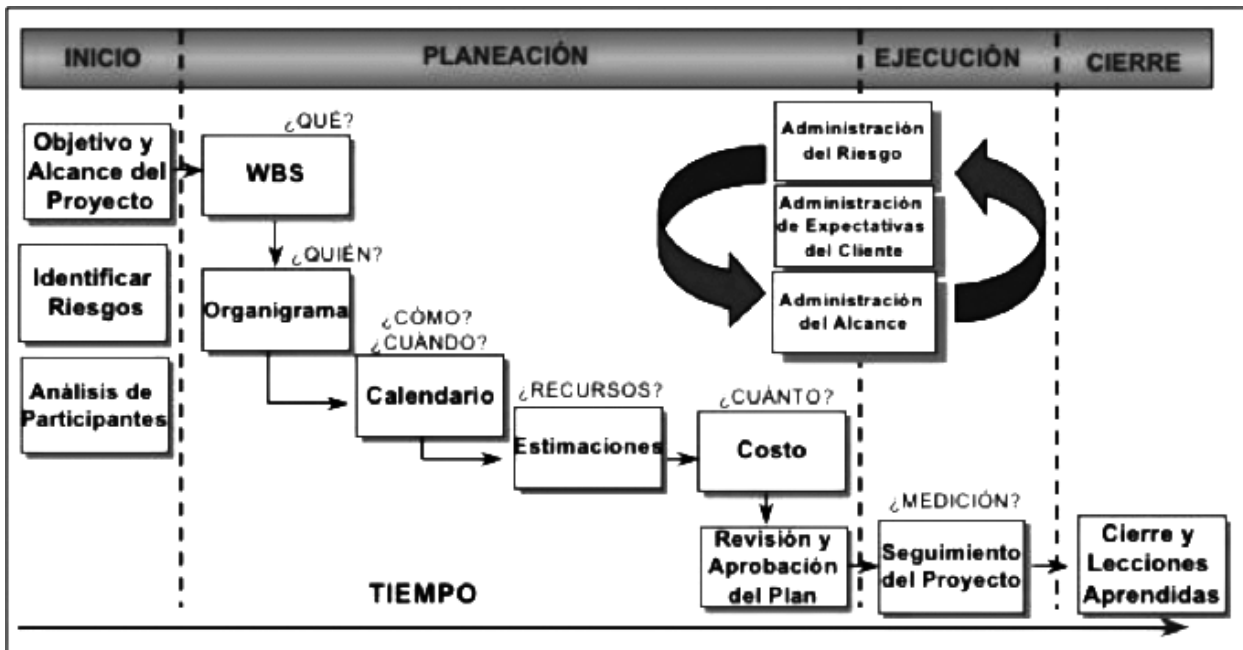 INICIO
PLANEACIÓN
EJECUCIÓN
CIERRE
Objetivo y
Alcance del
Proyecto
¿QUÉ?
WBS
Identificar
Riesgos
Análisis de
Participantes
¿QUIÉN?
Organigrama
¿CÓMO?
¿CUÀNDO?
Calendario
¿RECURSOS?
Estimaciones
¿CUÁNTO?
Costo
Revisión y
Aprobación
del Plan
Administración
del Riesgo
Administración
de Expectativas
del Cliente
Administración
del Alcance
¿MEDICIÓN?
Seguimiento
del Proyecto
Cierre y
Lecciones
Aprendidas
TIEMPO